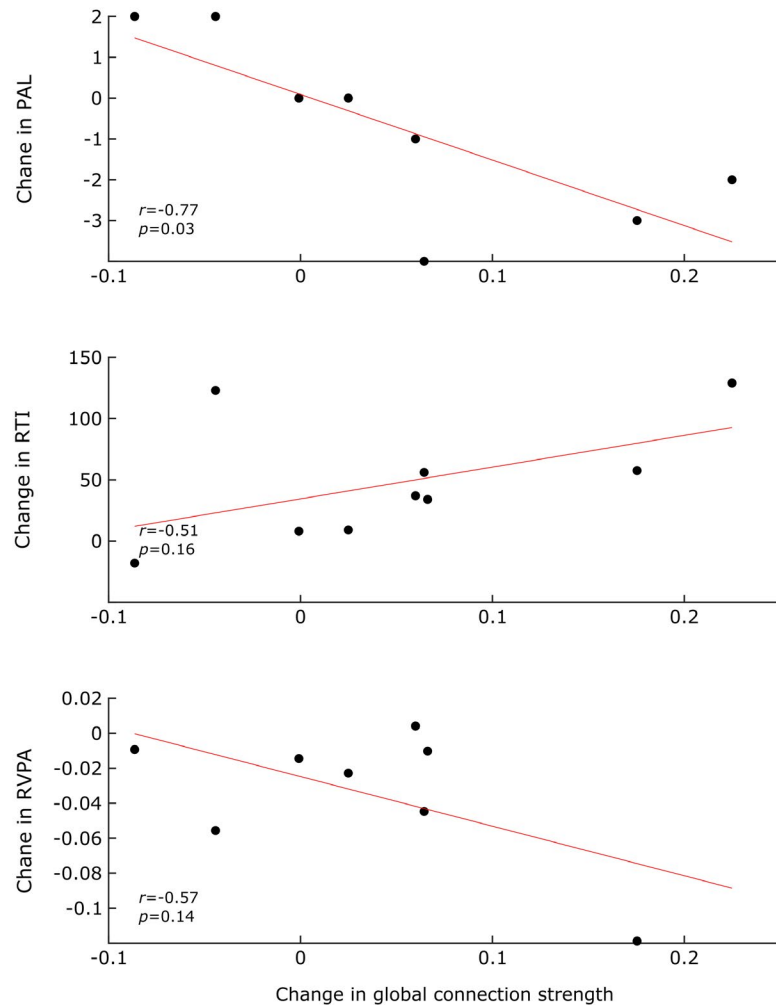 2
1
0
-1
-2
-3
Chane in PAL
r=-0.77
p=0.03
-0.1 0 0.1 0.2
150
100
50
0
Change in RTI
r=-0.51
p=0.16
-0.1 0 0.1 0.2
0.02
0
-0.02
-0.04
-0.06
-0.08
-0.1
Chane in RVPA
r=-0.57
p=0.14
-0.1 0 0.1 0.2
Change in global connection strength